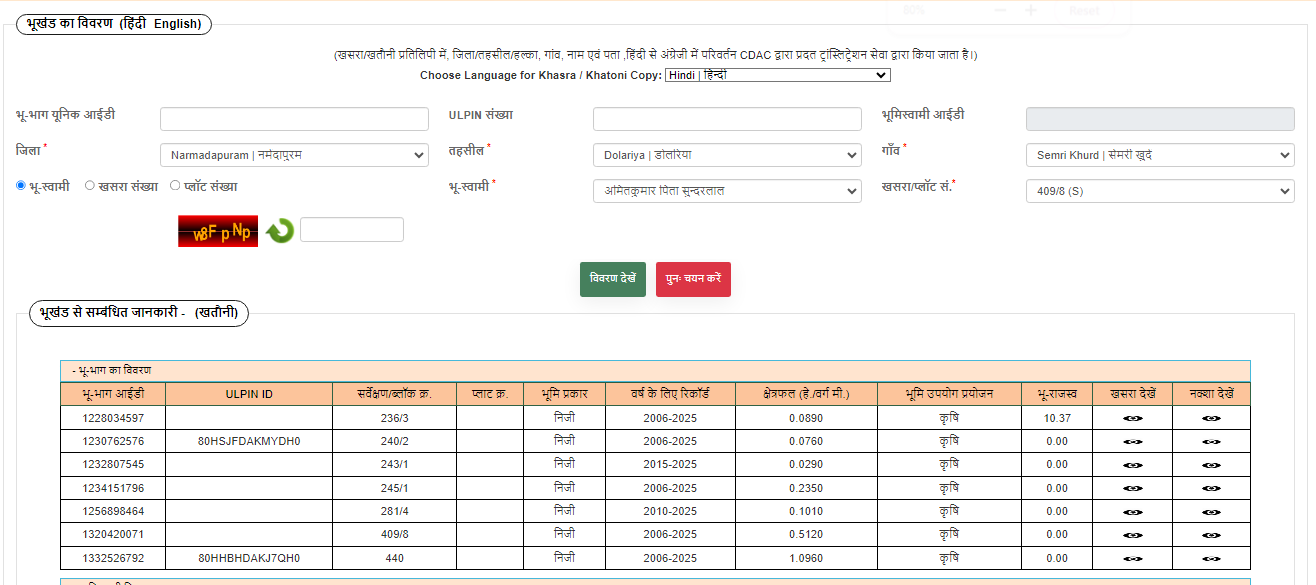 भूखंड का विवरण (हिंदी English)
(खसरा/खतौनी प्रतिलिपी में, जिला/तहसील/हल्का, गांव, नाम एवं पता ,हिंदी से अंग्रेजी में परिवर्तन CDAC द्वारा प्रदत ट्रांस्लिट्रेशन सेवा द्वारा किया जाता है।)
Choose Language for Khasra / Khatoni Copy: Hindi | हिन्दी
भू-भाग यूनिक आईडी ULPIN संख्या भूमिस्वामी आईडी
जिला * Narmadapuram | नर्मदापुरम तहसील * Dolariya | डोलरिया गाँव * Semri Khurd | सेमरी खुर्द
भू-स्वामी खसरा संख्या प्लॉट संख्या भू-स्वामी * अमितकुमार पिता सुन्दरलाल खसरा/प्लॉट सं.* 409/8 (S)
w8F pNp
विवरण देखें पुनः चयन करें
भूखंड से सम्बंधित जानकारी - (खतौनी)
- भू-भाग का विवरण
भू-भाग आईडी ULPIN ID सर्वेक्षण/ब्लॉक क्र. प्लाट क्र. भूमि प्रकार वर्ष के लिए रिकॉर्ड क्षेत्रफल (हे./वर्ग मी.) भूमि उपयोग प्रयोजन भू-राजस्व खसरा देखें नक्शा देखें
1228034597 236/3 निजी 2006-2025 0.0890 कृषि 10.37
1230762576 80HSJFDAKMYDH0 240/2 निजी 2006-2025 0.0760 कृषि 0.00
1232807545 243/1 निजी 2015-2025 0.0290 कृषि 0.00
1234151796 245/1 निजी 2006-2025 0.2350 कृषि 0.00
1256898464 281/4 निजी 2010-2025 0.1010 कृषि 0.00
1320420071 409/8 निजी 2006-2025 0.5120 कृषि 0.00
1332526792 80HHBHDAKJ7QH0 440 निजी 2006-2025 1.0960 कृषि 0.00